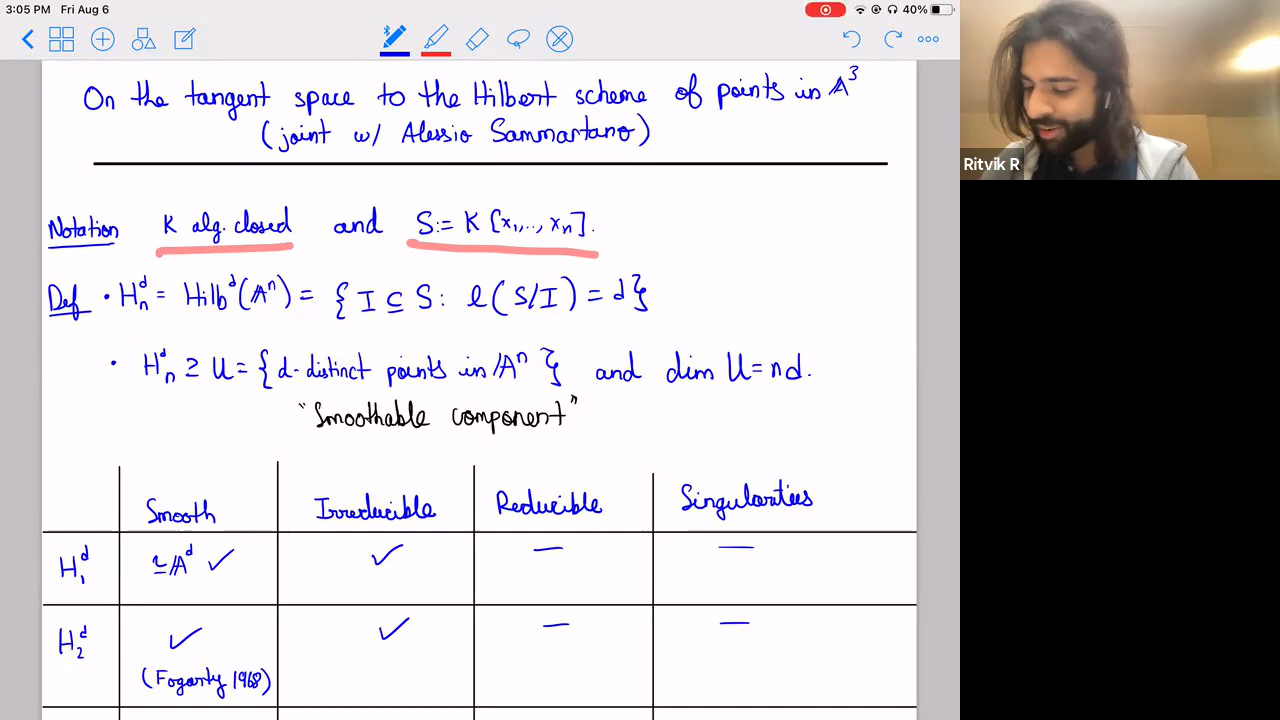 3:05 PM Fri Aug 6
40%
On the tangent space to the Hilbert scheme of points in 𝔸³
(joint w/ Alessio Sammartano)
Ritvik R
Notation K alg. closed and S := K[x₁,.., xₙ].
Def • Hₙᵈ = Hilbᵈ(𝔸ⁿ) = { I ⊆ S : ℓ(S/I) = d }
• Hₙᵈ ⊇ U = { d-distinct points in 𝔸ⁿ } and dim U = nd.
"Smoothable component"
Smooth Irreducible Reducible Singularities
H₁ᵈ ≃𝔸ᵈ ✓ ✓ — —
H₂ᵈ ✓ ✓ — —
(Fogarty 1968)